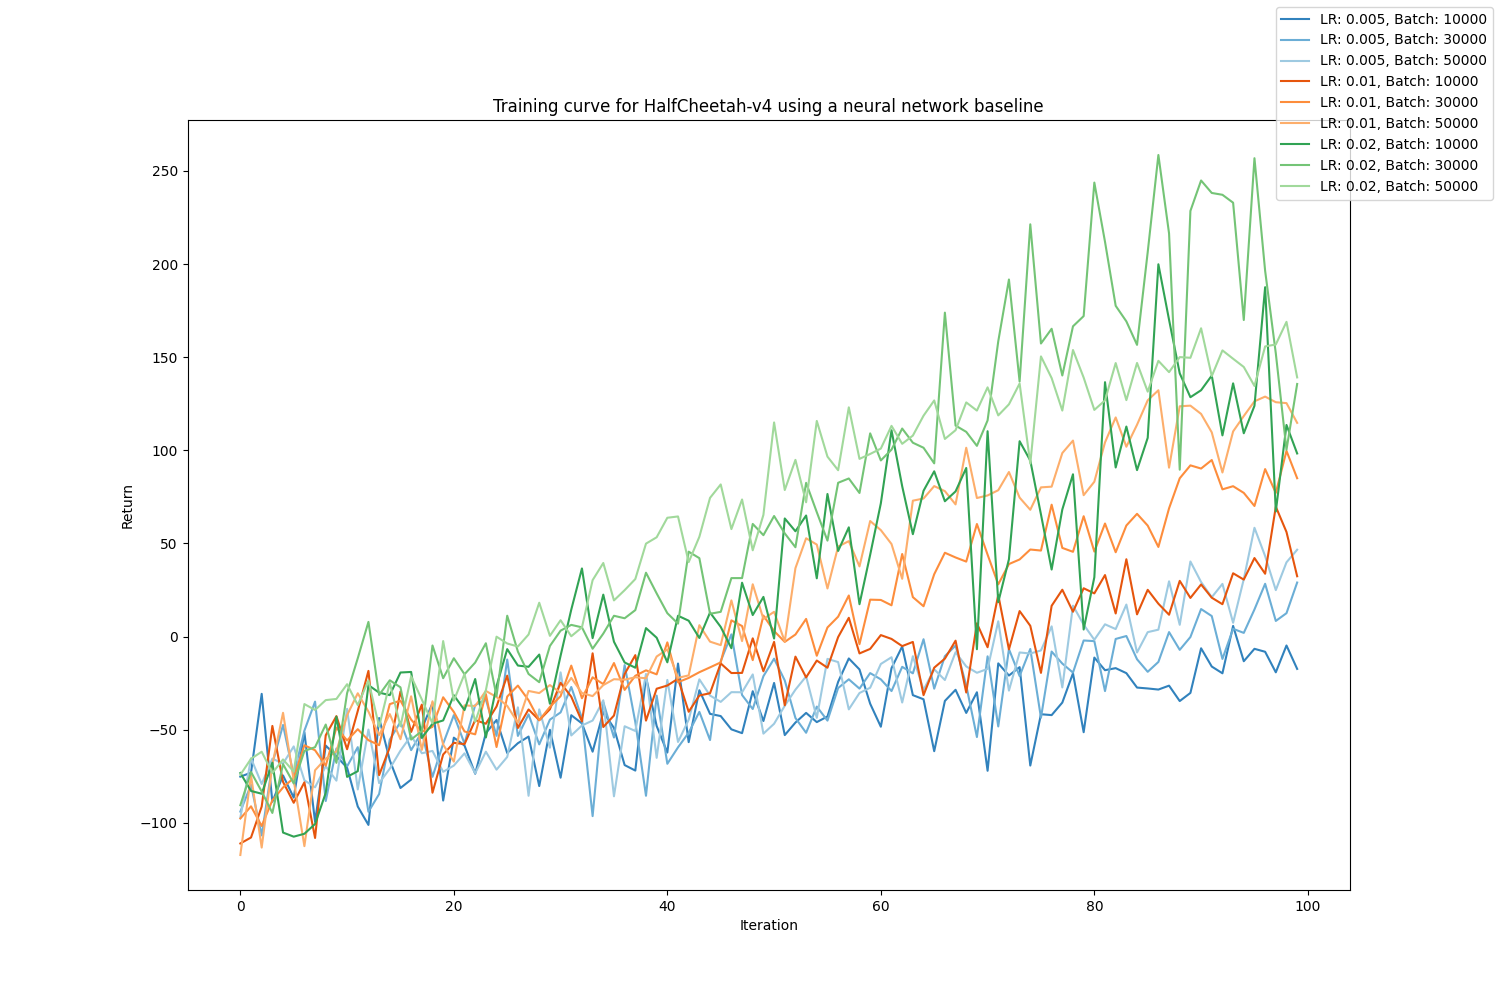 LR: 0.005, Batch: 10000
LR: 0.005, Batch: 30000
LR: 0.005, Batch: 50000
LR: 0.01, Batch: 10000
LR: 0.01, Batch: 30000
LR: 0.01, Batch: 50000
LR: 0.02, Batch: 10000
LR: 0.02, Batch: 30000
LR: 0.02, Batch: 50000
Training curve for HalfCheetah-v4 using a neural network baseline
250
200
150
100
50
0
−50
−100
Return
0 20 40 60 80 100
Iteration